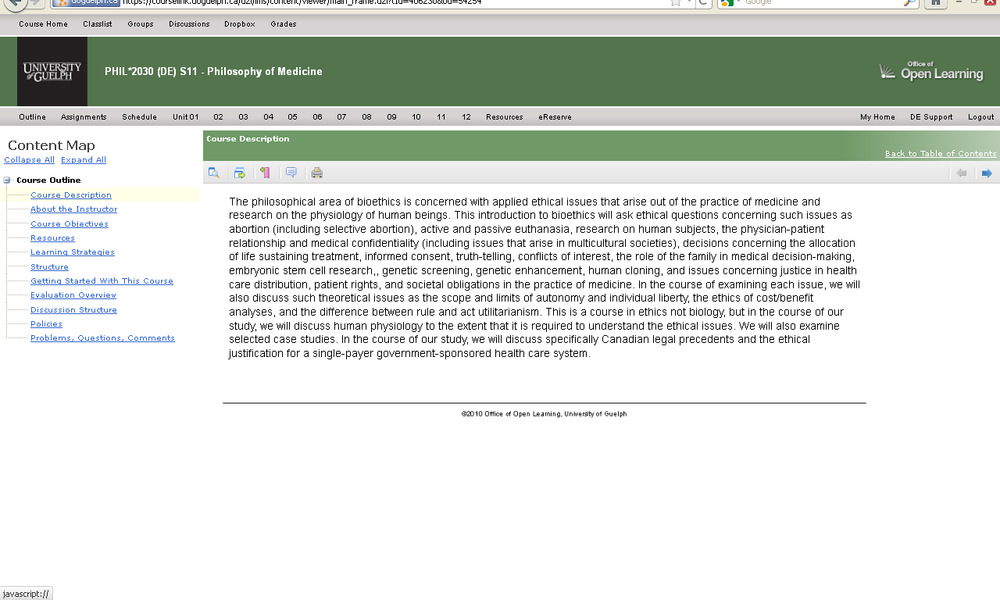 https://courselink.uoguelph.ca/d2l/lms/content/viewer/main_frame.d2l?tId=406230&ou=54254
Google
Course Home Classlist Groups Discussions Dropbox Grades
UNIVERSITY
of GUELPH
PHIL*2030 (DE) S11 - Philosophy of Medicine
Office of
Open Learning
Outline Assignments Schedule Unit 01 02 03 04 05 06 07 08 09 10 11 12 Resources eReserve My Home DE Support Logout
Content Map
Collapse All Expand All
Course Outline
Course Description
About the Instructor
Course Objectives
Resources
Learning Strategies
Structure
Getting Started With This Course
Evaluation Overview
Discussion Structure
Policies
Problems, Questions, Comments
Course Description
Back to Table of Contents
The philosophical area of bioethics is concerned with applied ethical issues that arise out of the practice of medicine and
research on the physiology of human beings. This introduction to bioethics will ask ethical questions concerning such issues as
abortion (including selective abortion), active and passive euthanasia, research on human subjects, the physician-patient
relationship and medical confidentiality (including issues that arise in multicultural societies), decisions concerning the allocation
of life sustaining treatment, informed consent, truth-telling, conflicts of interest, the role of the family in medical decision-making,
embryonic stem cell research,, genetic screening, genetic enhancement, human cloning, and issues concerning justice in health
care distribution, patient rights, and societal obligations in the practice of medicine. In the course of examining each issue, we will
also discuss such theoretical issues as the scope and limits of autonomy and individual liberty, the ethics of cost/benefit
analyses, and the difference between rule and act utilitarianism. This is a course in ethics not biology, but in the course of our
study, we will discuss human physiology to the extent that it is required to understand the ethical issues. We will also examine
selected case studies. In the course of our study, we will discuss specifically Canadian legal precedents and the ethical
justification for a single-payer government-sponsored health care system.
©2010 Office of Open Learning, University of Guelph
javascript://